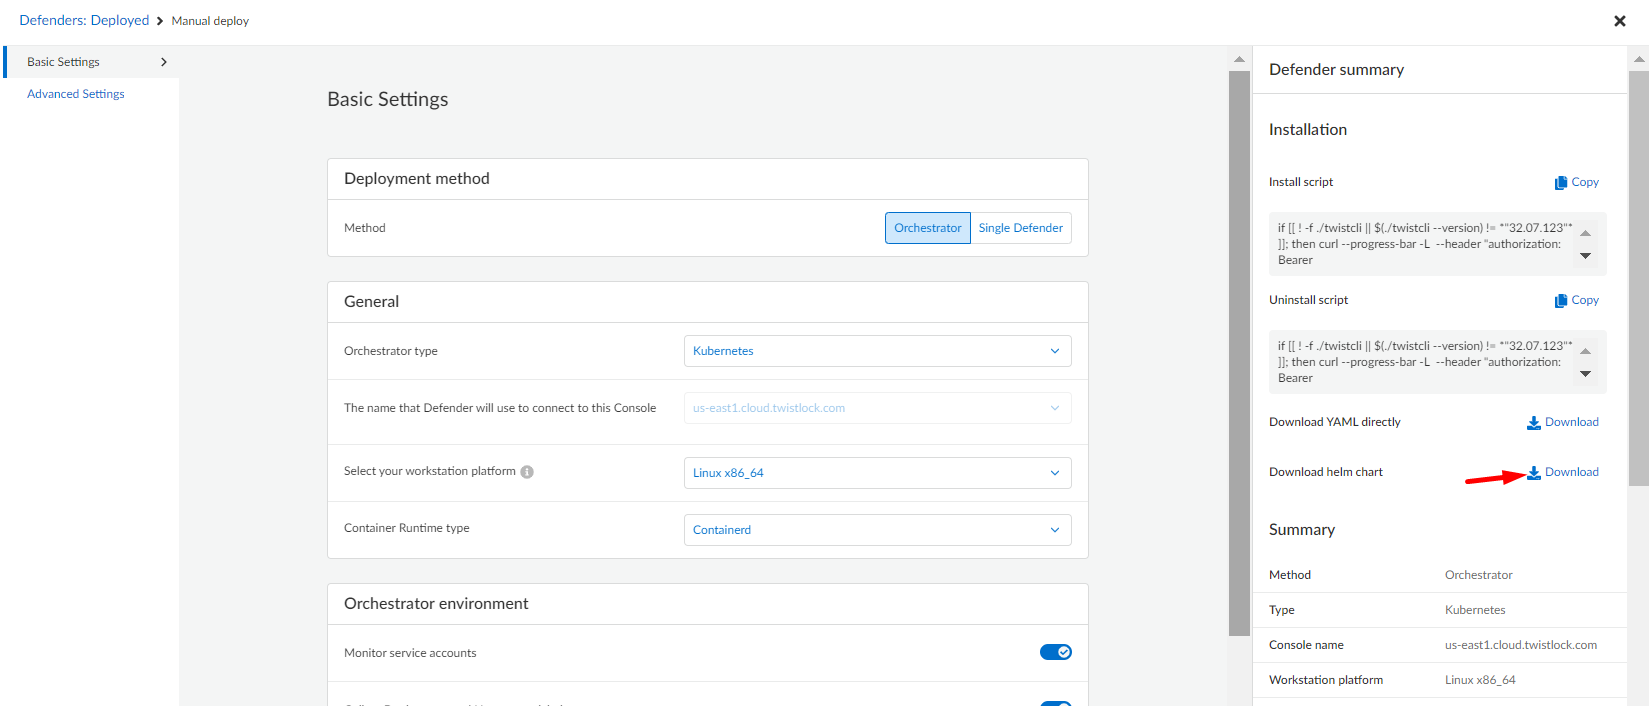 Defenders: Deployed > Manual deploy
Basic Settings
Advanced Settings
Basic Settings
Deployment method
Method
Orchestrator
Single Defender
General
Orchestrator type
Kubernetes
The name that Defender will use to connect to this Console
us-east1.cloud.twistlock.com
Select your workstation platform
Linux x86_64
Container Runtime type
Containerd
Orchestrator environment
Monitor service accounts
Defender summary
Installation
Install script
Copy
if [[ ! -f ./twistcli || $(./twistcli --version) != *"32.07.123"*
]]; then curl --progress-bar -L --header "authorization:
Bearer
Uninstall script
Copy
if [[ ! -f ./twistcli || $(./twistcli --version) != *"32.07.123"*
]]; then curl --progress-bar -L --header "authorization:
Bearer
Download YAML directly
Download
Download helm chart
Download
Summary
Method
Orchestrator
Type
Kubernetes
Console name
us-east1.cloud.twistlock.com
Workstation platform
Linux x86_64